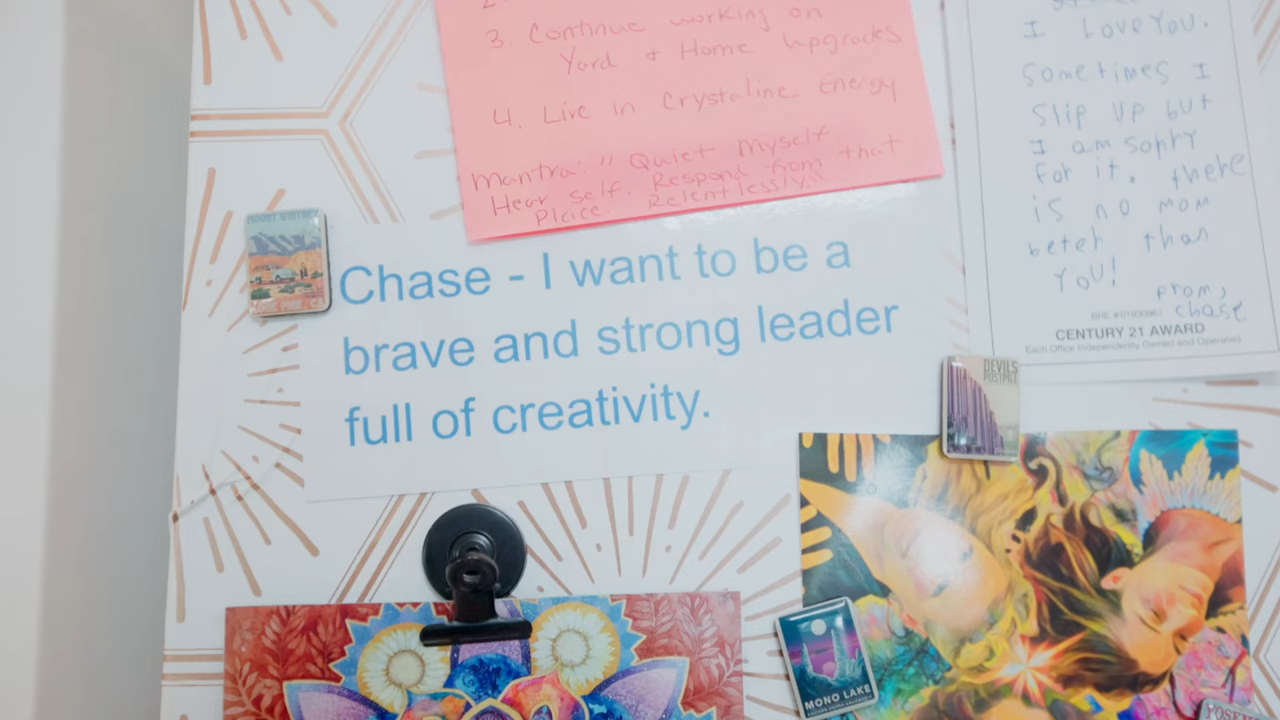 3. Continue working on
Yard + Home Upgrades
4. Live in Crystaline Energy
Mantra: "Quiet Myself
Hear self. Respond from that
Place. Relentlessly."
I LOVE YOU.
Sometimes I
Slip up but
I am sorry
For it. there
is no mom
beter than
You!
From,
chase
CENTURY 21 AWARD
Each Office Independently Owned and Operated
MOUNT WHITNEY
Chase - I want to be a
brave and strong leader
full of creativity.
DEVILS
POSTPILE
MONO LAKE